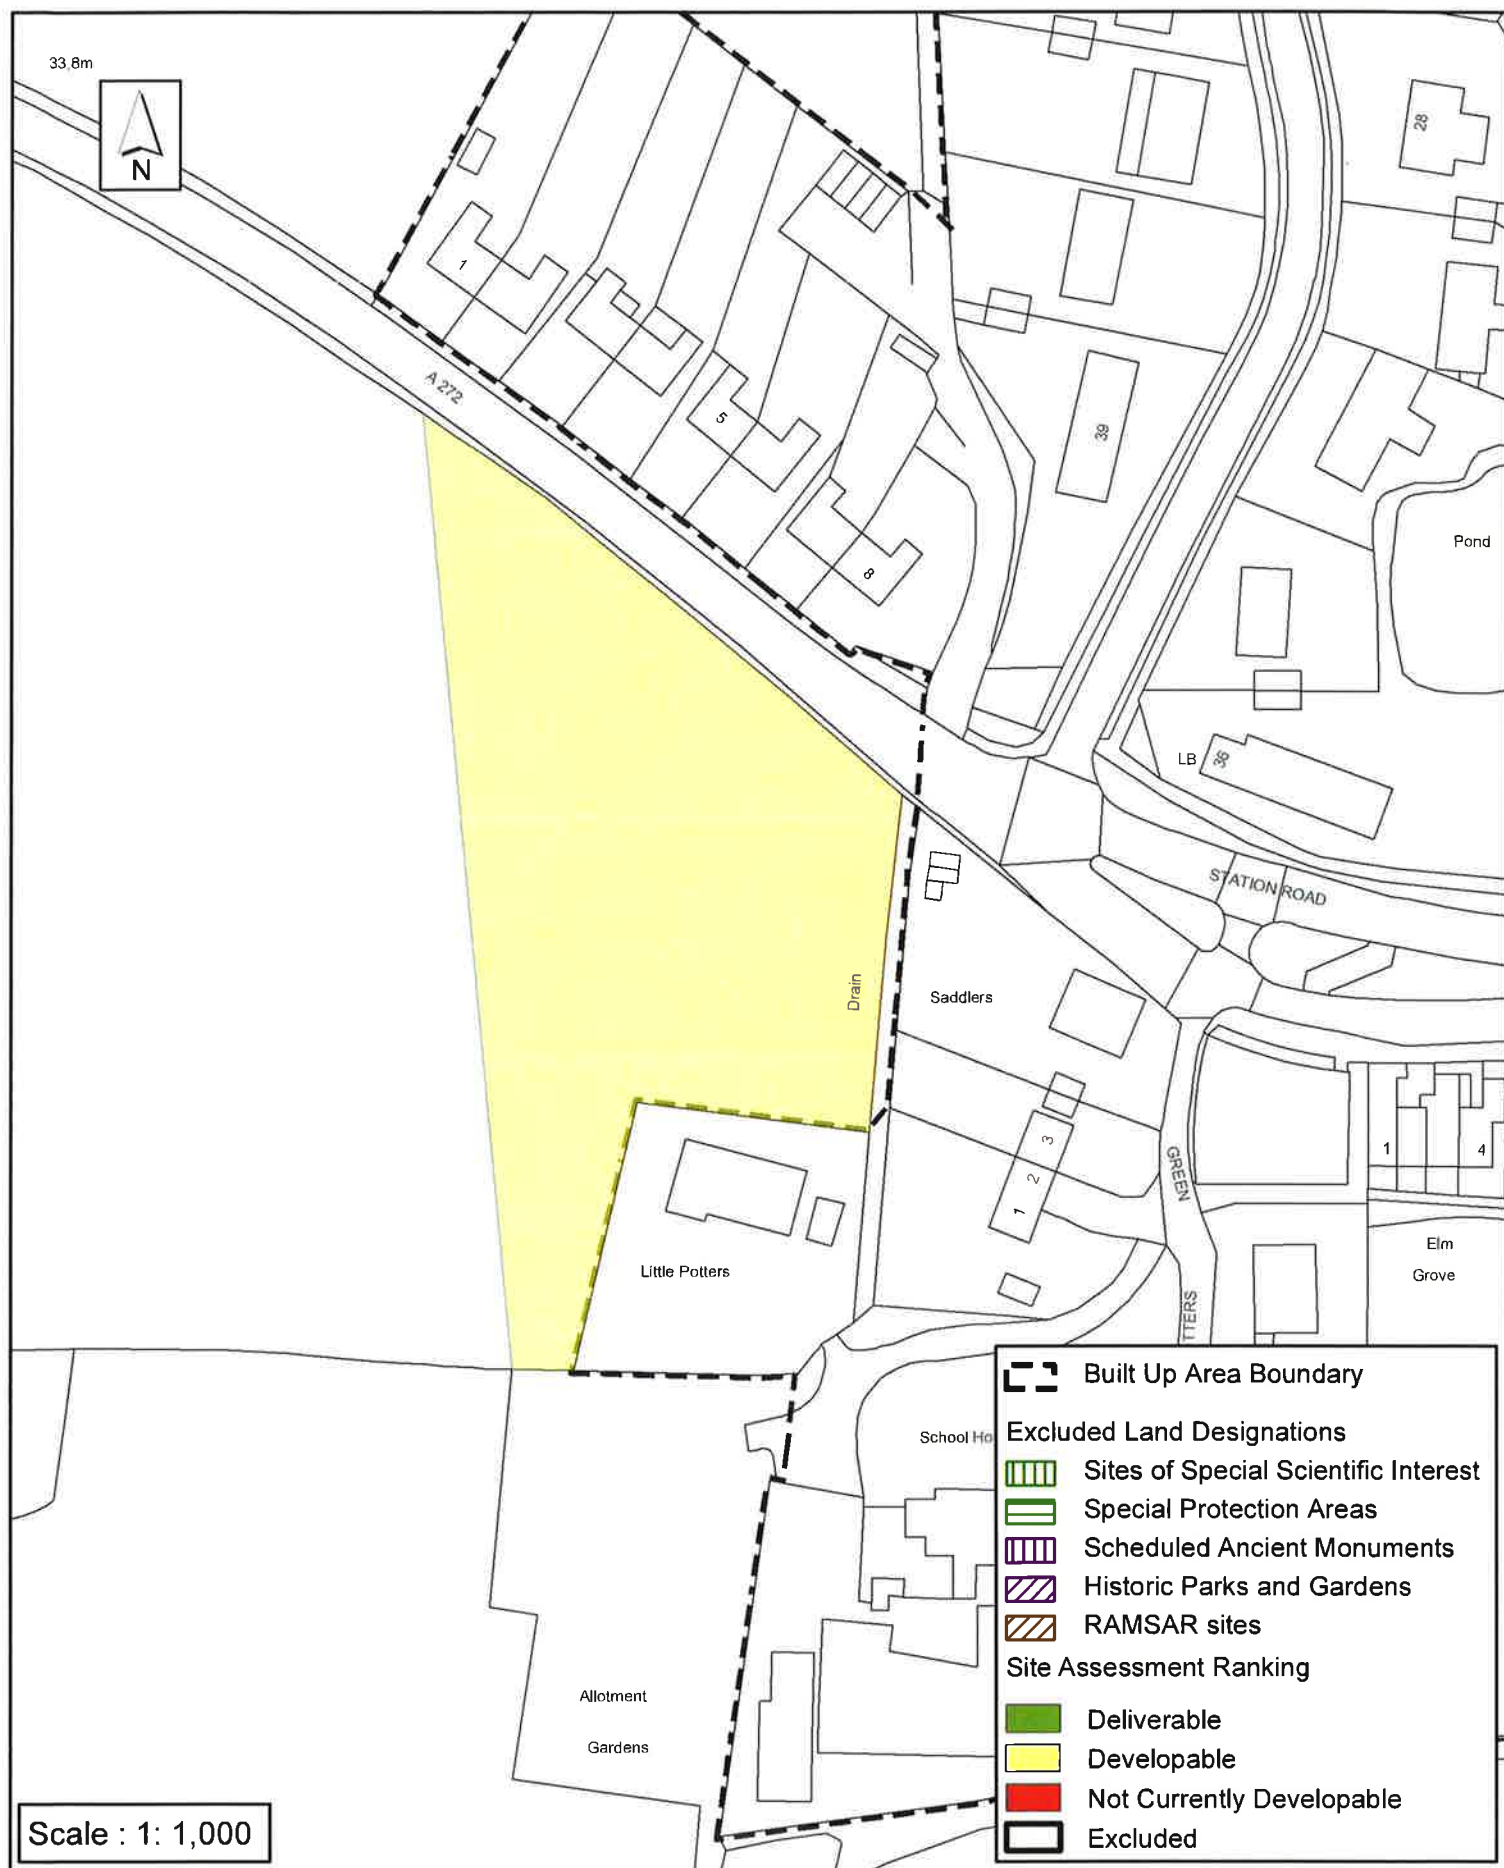 33.8m
N
28
1
A 272
5
39
8
Pond
LB
36
STATION ROAD
Drain
Saddlers
3
2
1
GREEN
1
4
Little Potters
Elm
Grove
TTERS
School Ho
Allotment
Gardens
Built Up Area Boundary
Excluded Land Designations
Sites of Special Scientific Interest
Special Protection Areas
Scheduled Ancient Monuments
Historic Parks and Gardens
RAMSAR sites
Site Assessment Ranking
Deliverable
Developable
Not Currently Developable
Excluded
Scale : 1: 1,000